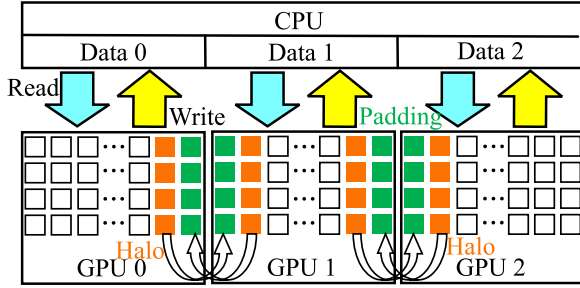 CPU
Data 0 Data 1 Data 2
Read
Write
Padding
Halo
Halo
GPU 0 GPU 1 GPU 2